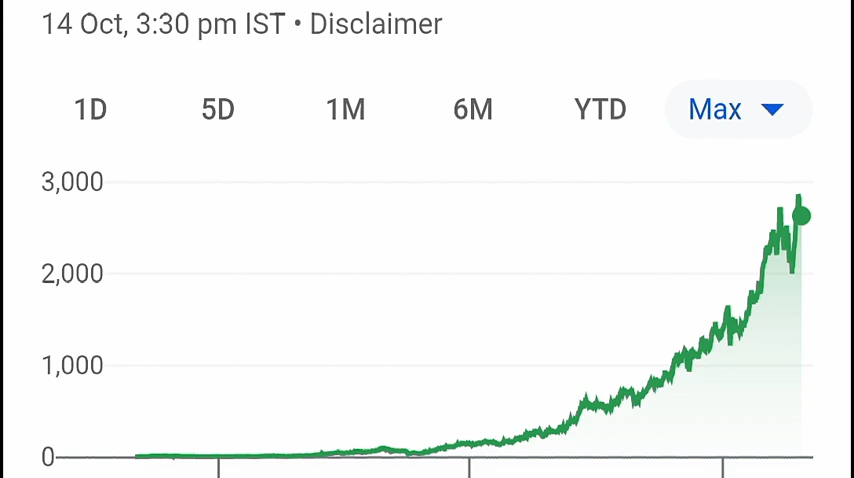 14 Oct, 3:30 pm IST • Disclaimer
1D 5D 1M 6M YTD Max
3,000
2,000
1,000
0